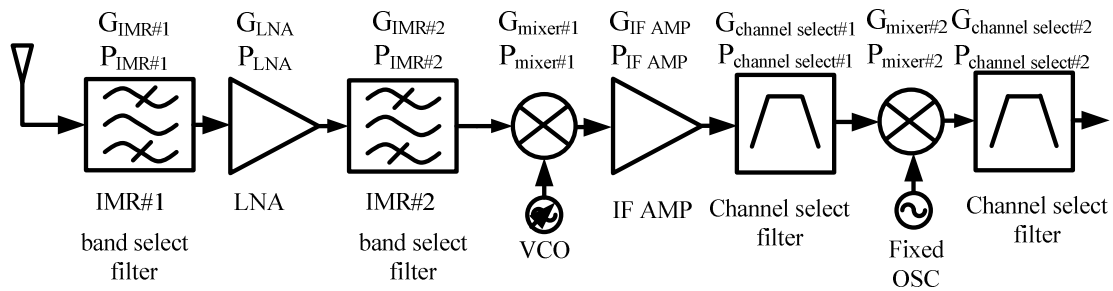 G_IMR#1 G_LNA G_IMR#2 G_mixer#1 G_IF AMP G_channel select#1 G_mixer#2 G_channel select#2
P_IMR#1 P_LNA P_IMR#2 P_mixer#1 P_IF AMP P_channel select#1 P_mixer#2 P_channel select#2
IMR#1
band select
filter
LNA
IMR#2
band select
filter
VCO
IF AMP
Channel select
filter
Fixed
OSC
Channel select
filter